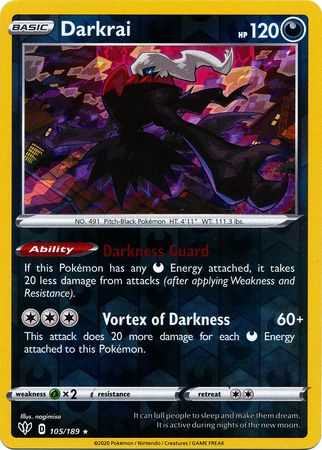 BASIC Darkrai HP 120
NO. 491 Pitch-Black Pokémon HT: 4'11" WT: 111.3 lbs.
Ability Darkness Guard
If this Pokémon has any Energy attached, it takes
20 less damage from attacks (after applying Weakness and
Resistance).
Vortex of Darkness 60+
This attack does 20 more damage for each Energy
attached to this Pokémon.
weakness ×2 resistance retreat
Illus. nogimiso
105/189
It can lull people to sleep and make them dream.
It is active during nights of the new moon.
©2020 Pokémon / Nintendo / Creatures / GAME FREAK